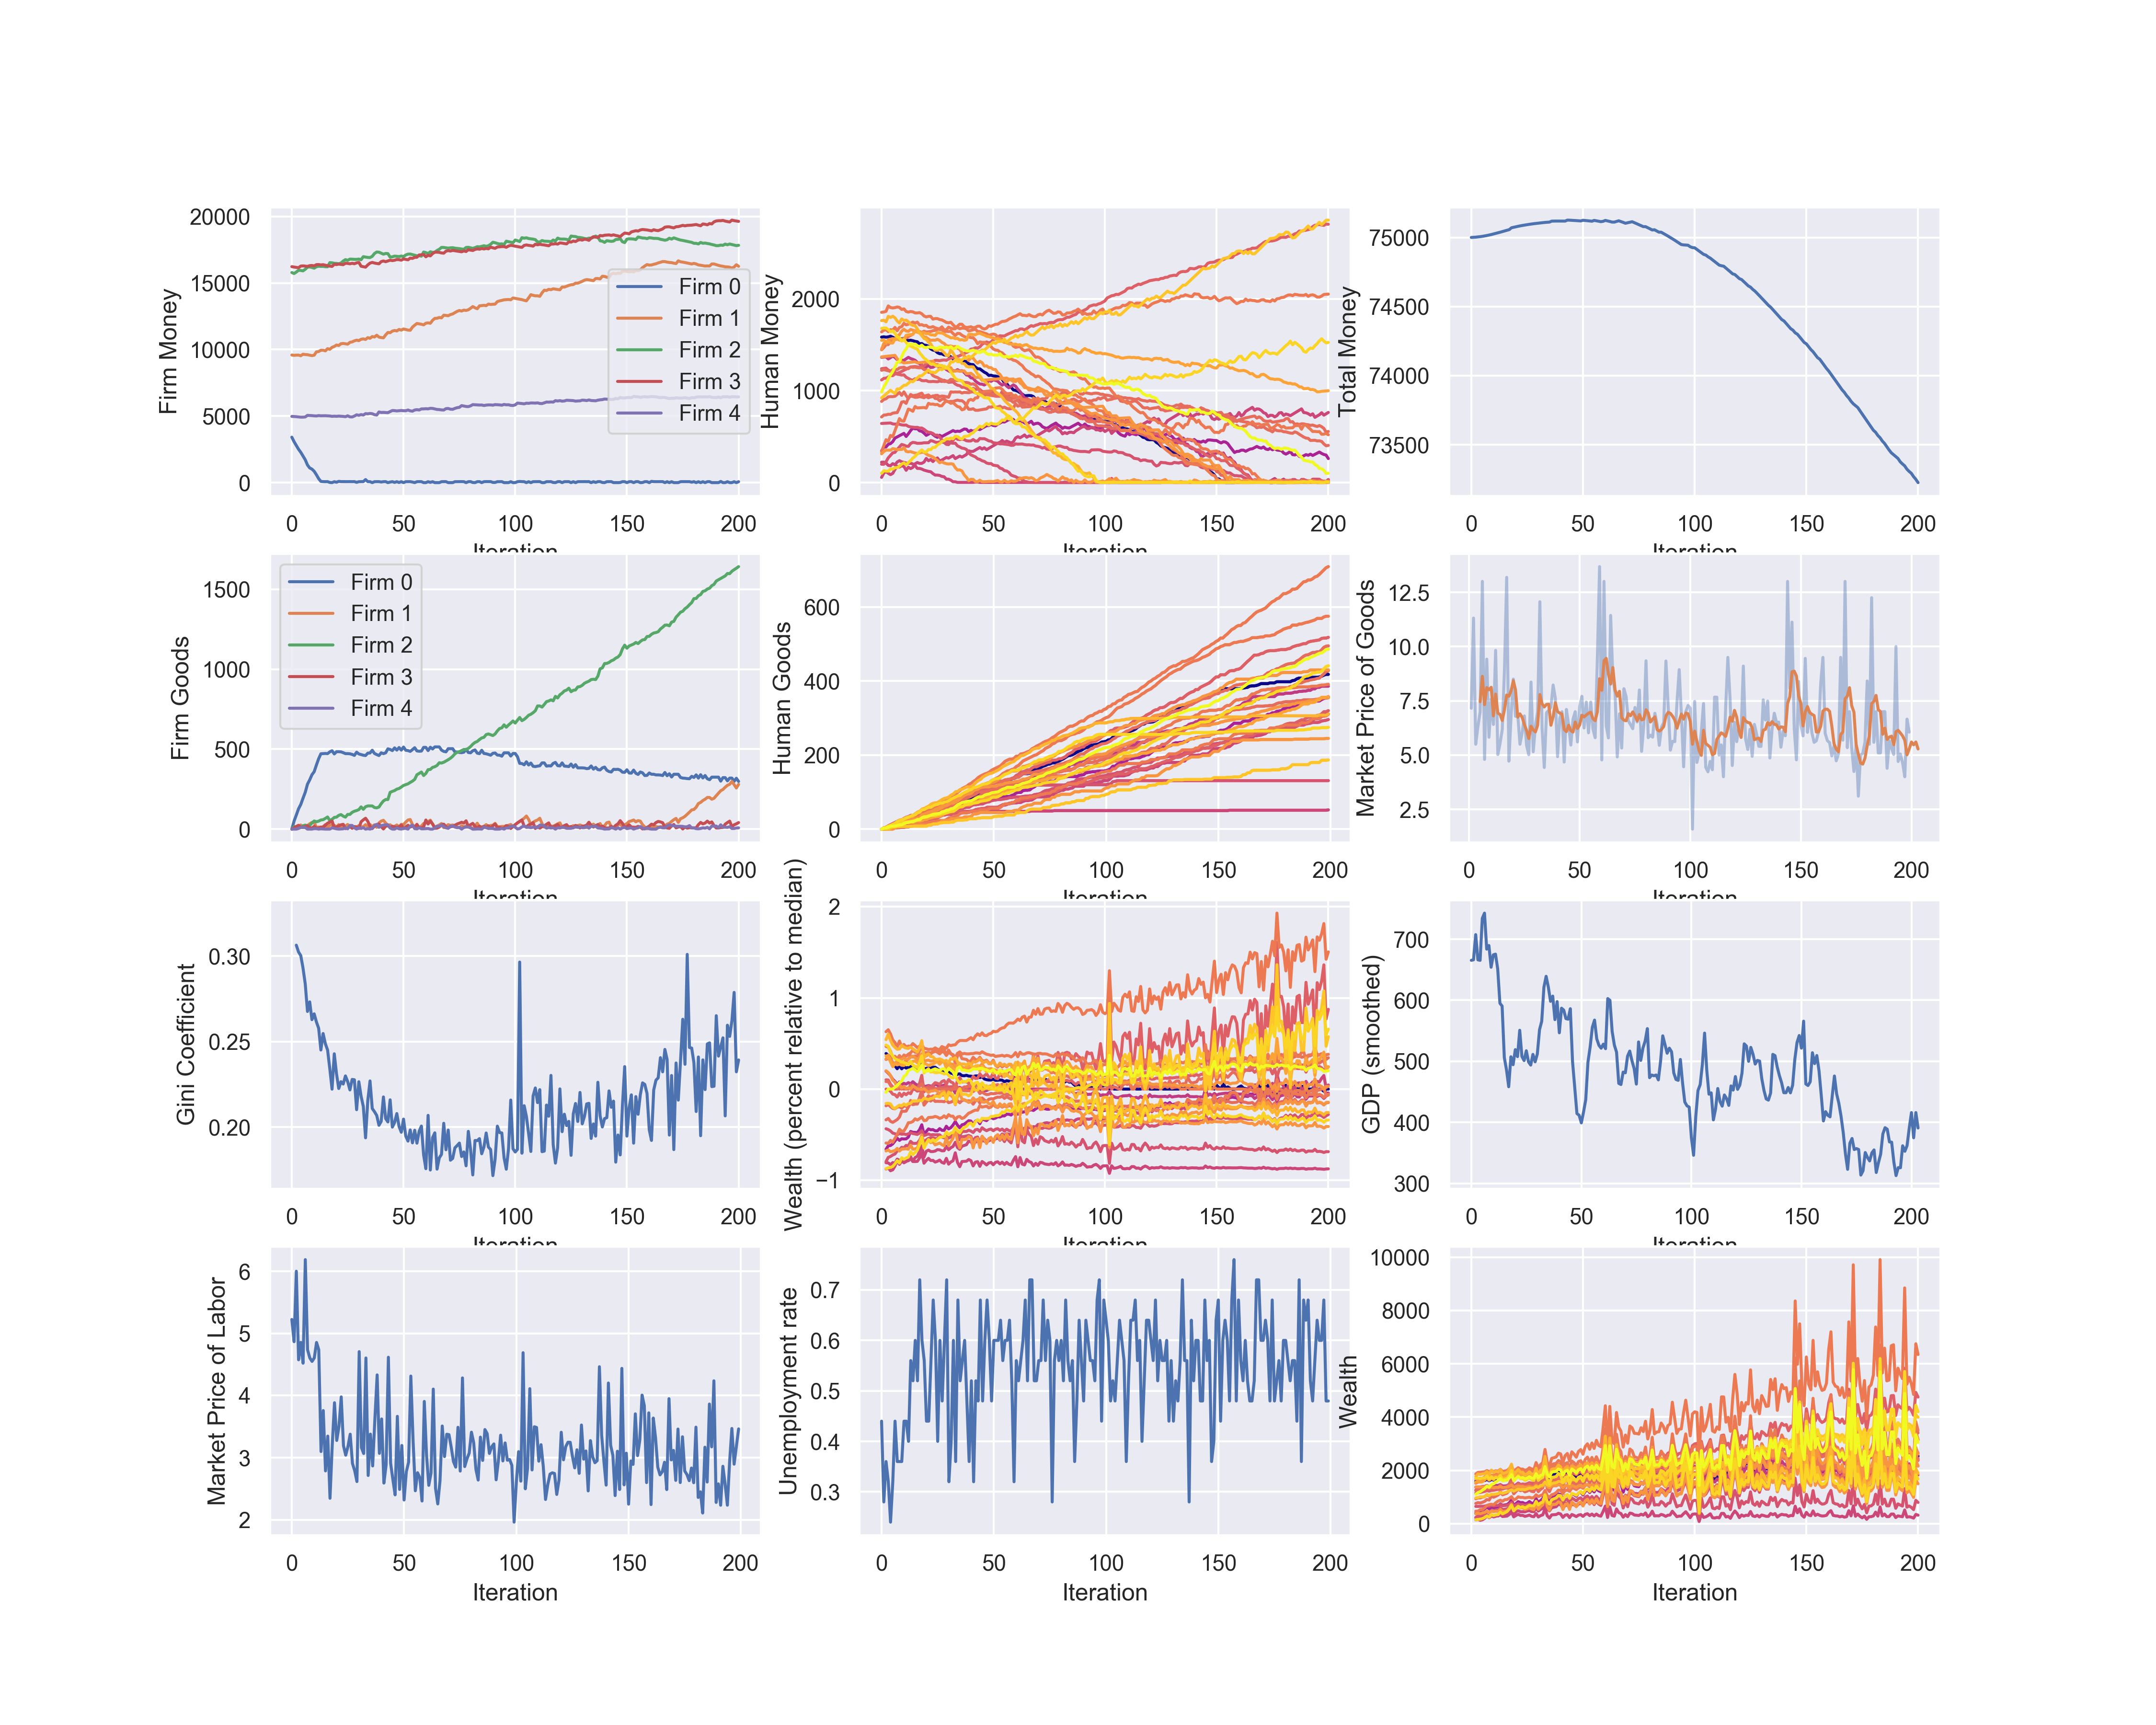 Firm Money
20000
15000
10000
5000
0
Firm 0
Firm 1
Firm 2
Firm 3
Firm 4
0 50 100 150 200
Iteration
Human Money
2000
1000
0
0 50 100 150 200
Iteration
Total Money
75000
74500
74000
73500
0 50 100 150 200
Iteration
Firm Goods
1500
1000
500
0
Firm 0
Firm 1
Firm 2
Firm 3
Firm 4
0 50 100 150 200
Iteration
Human Goods
600
400
200
0
0 50 100 150 200
Iteration
Market Price of Goods
12.5
10.0
7.5
5.0
2.5
0 50 100 150 200
Iteration
Gini Coefficient
0.30
0.25
0.20
0 50 100 150 200
Iteration
Wealth (percent relative to median)
2
1
0
−1
0 50 100 150 200
Iteration
GDP (smoothed)
700
600
500
400
300
0 50 100 150 200
Iteration
Market Price of Labor
6
5
4
3
2
0 50 100 150 200
Iteration
Unemployment rate
0.7
0.6
0.5
0.4
0.3
0 50 100 150 200
Iteration
Wealth
10000
8000
6000
4000
2000
0
0 50 100 150 200
Iteration